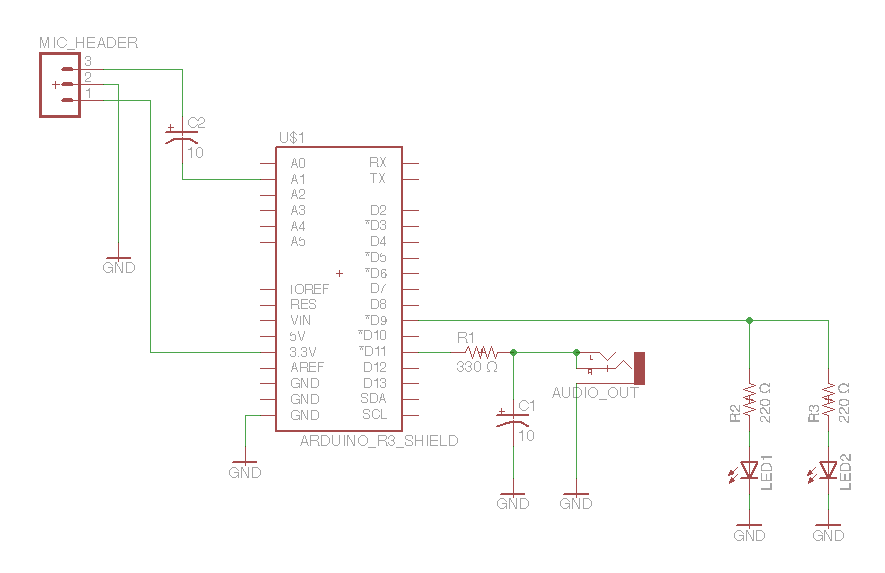 MIC_HEADER
3
2
1
C2
10
GND
U$1
A0
A1
A2
A3
A4
A5
IOREF
RES
VIN
5V
3.3V
AREF
GND
GND
GND
RX
TX
D2
*D3
D4
*D5
*D6
D7
D8
*D9
*D10
*D11
D12
D13
SDA
SCL
ARDUINO_R3_SHIELD
GND
R1
330 Ω
C1
10
GND
L
R
AUDIO_OUT
GND
R2
220 Ω
LED1
GND
R3
220 Ω
LED2
GND